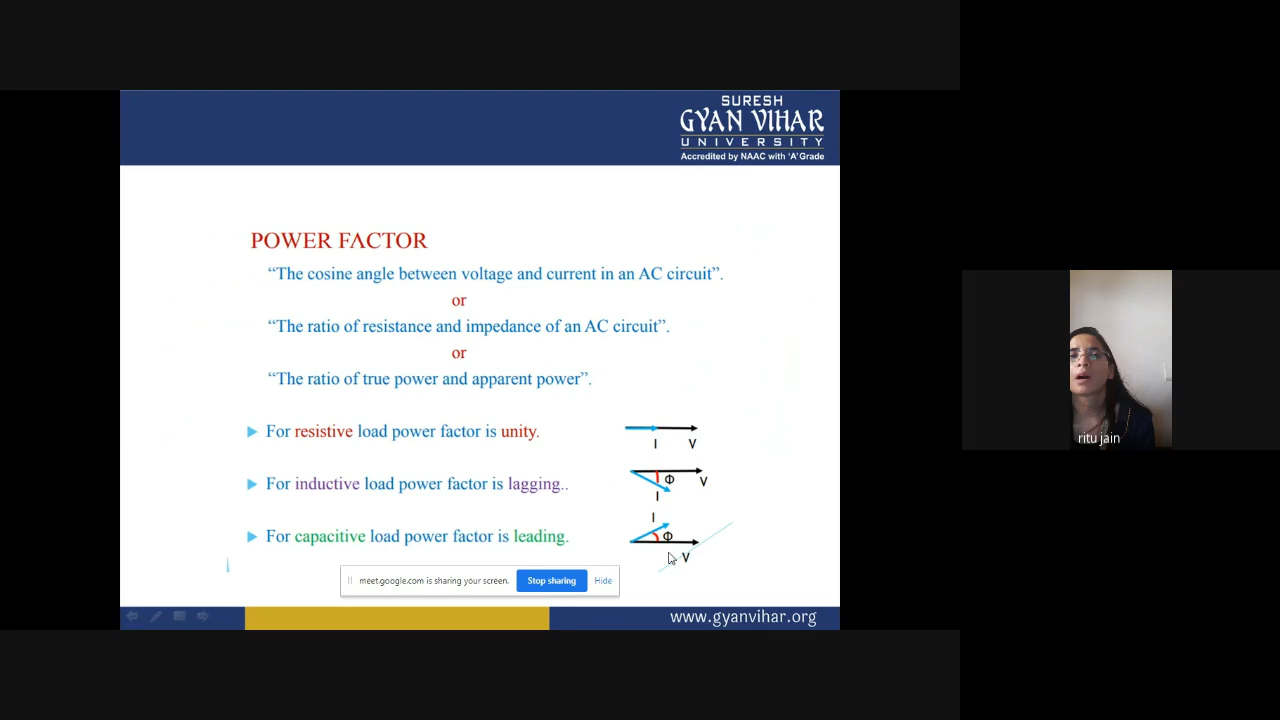 SURESH
GYAN VIHAR
UNIVERSITY
Accredited by NAAC with 'A' Grade
POWER FACTOR
“The cosine angle between voltage and current in an AC circuit”.
or
“The ratio of resistance and impedance of an AC circuit”.
or
“The ratio of true power and apparent power”.
For resistive load power factor is unity.
I V
For inductive load power factor is lagging..
Φ V
I
I
For capacitive load power factor is leading.
Φ
V
meet.google.com is sharing your screen. Stop sharing Hide
www.gyanvihar.org
ritu jain